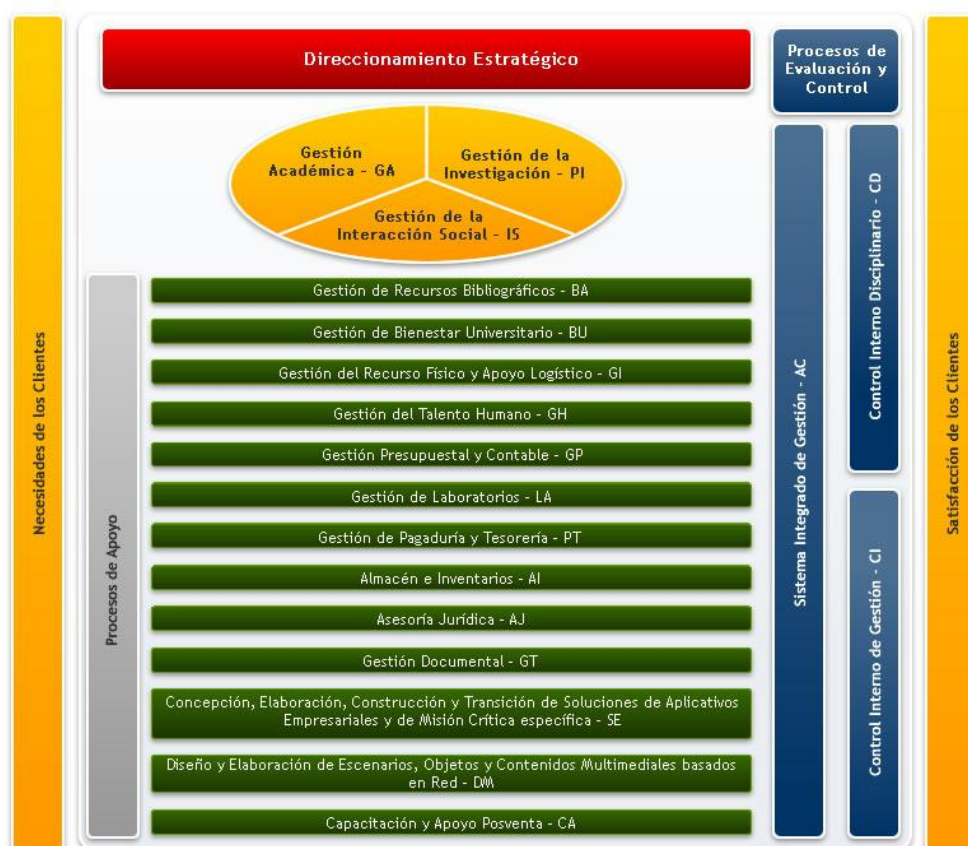 Necesidades de los Clientes
Direccionamiento Estratégico
Procesos de
Evaluación y
Control
Gestión
Académica - GA
Gestión de la
Investigación - PI
Gestión de la
Interacción Social - IS
Procesos de Apoyo
Gestión de Recursos Bibliográficos - BA
Gestión de Bienestar Universitario - BU
Gestión del Recurso Físico y Apoyo Logístico - GI
Gestión del Talento Humano - GH
Gestión Presupuestal y Contable - GP
Gestión de Laboratorios - LA
Gestión de Pagaduría y Tesorería - PT
Almacén e Inventarios - AI
Asesoría Jurídica - AJ
Gestión Documental - GT
Concepción, Elaboración, Construcción y Transición de Soluciones de Aplicativos
Empresariales y de Misión Crítica específica - SE
Diseño y Elaboración de Escenarios, Objetos y Contenidos Multimediales basados
en Red - DM
Capacitación y Apoyo Posventa - CA
Sistema Integrado de Gestión - AC
Control Interno Disciplinario - CD
Control Interno de Gestión - CI
Satisfacción de los Clientes